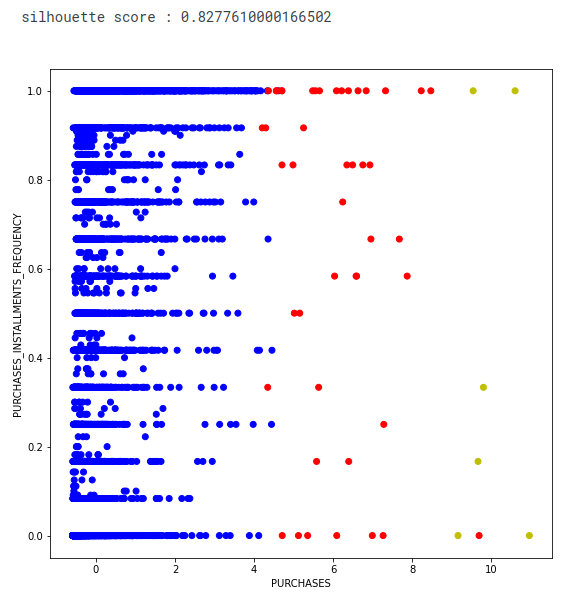 silhouette score : 0.8277610000166502
1.0
0.8
0.6
0.4
0.2
0.0
PURCHASES_INSTALLMENTS_FREQUENCY
0 2 4 6 8 10
PURCHASES